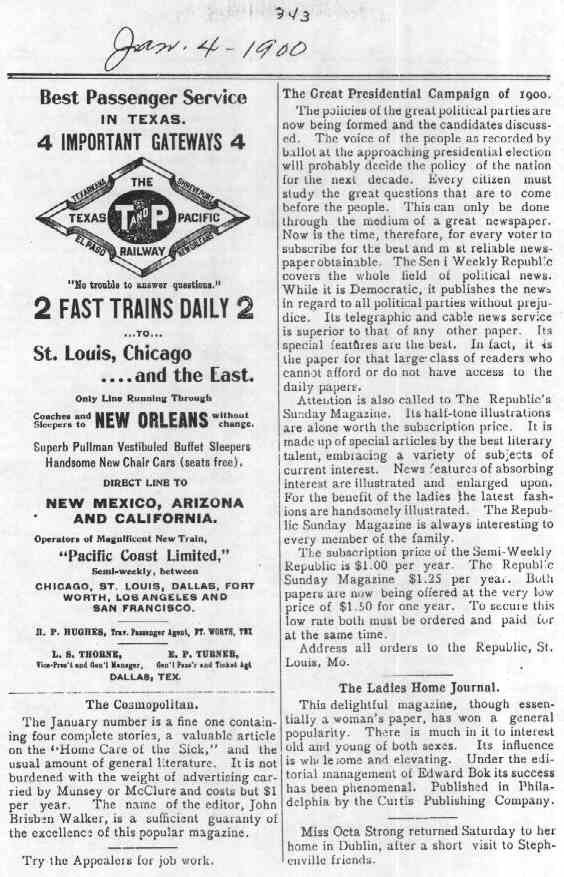 343
Jan. 4 - 1900
Best Passenger Service
IN TEXAS.
4 IMPORTANT GATEWAYS 4
TEXARKANA
SHREVEPORT
THE
TEXAS T AND P PACIFIC
RAILWAY
EL PASO
NEW ORLEANS
"No trouble to answer questions."
2 FAST TRAINS DAILY 2
...TO...
St. Louis, Chicago
....and the East.
Only Line Running Through
Coaches and Sleepers to NEW ORLEANS without change.
Superb Pullman Vestibuled Buffet Sleepers
Handsome New Chair Cars (seats free).
DIRECT LINE TO
NEW MEXICO, ARIZONA
AND CALIFORNIA.
Operators of Magnificent New Train,
"Pacific Coast Limited,"
Semi-weekly, between
CHICAGO, ST. LOUIS, DALLAS, FORT
WORTH, LOS ANGELES AND
SAN FRANCISCO.
H. P. HUGHES, Trav. Passenger Agent, FT. WORTH, TEX
L. S. THORNE, E. P. TURNER,
Vice-Pres't and Gen'l Manager, Gen'l Pass'r and Ticket Agt
DALLAS, TEX.
The Cosmopolitan.
The January number is a fine one contain-
ing four complete stories, a valuable article
on the "Home Care of the Sick," and the
usual amount of general literature. It is not
burdened with the weight of advertising car-
ried by Munsey or McClure and costs but $1
per year. The name of the editor, John
Brisben Walker, is a sufficient guaranty of
the excellence of this popular magazine.
Try the Appealers for job work.
The Great Presidential Campaign of 1900.
The policies of the great political parties are
now being formed and the candidates discuss-
ed. The voice of the people as recorded by
ballot at the approaching presidential election
will probably decide the policy of the nation
for the next decade. Every citizen must
study the great questions that are to come
before the people. This can only be done
through the medium of a great newspaper.
Now is the time, therefore, for every voter to
subscribe for the best and m st reliable news-
paper obtainable. The Sen i Weekly Republic
covers the whole field of political news.
While it is Democratic, it publishes the news
in regard to all political parties without preju-
dice. Its telegraphic and cable news service
is superior to that of any other paper. Its
special features are the best. In fact, it is
the paper for that large class of readers who
cannot afford or do not have access to the
daily papers.
Attention is also called to The Republic's
Sunday Magazine. Its half-tone illustrations
are alone worth the subscription price. It is
made up of special articles by the best literary
talent, embracing a variety of subjects of
current interest. News features of absorbing
interest are illustrated and enlarged upon.
For the benefit of the ladies the latest fash-
ions are handsomely illustrated. The Repub-
lic Sunday Magazine is always interesting to
every member of the family.
The subscription price of the Semi-Weekly
Republic is $1.00 per year. The Republic
Sunday Magazine $1.25 per year. Both
papers are now being offered at the very low
price of $1.50 for one year. To secure this
low rate both must be ordered and paid for
at the same time.
Address all orders to the Republic, St.
Louis, Mo.
The Ladies Home Journal.
This delightful magazine, though essen-
tially a woman's paper, has won a general
popularity. There is much in it to interest
old and young of both sexes. Its influence
is wholesome and elevating. Under the edi-
torial management of Edward Bok its success
has been phenomenal. Published in Phila-
delphia by the Curtis Publishing Company.
Miss Octa Strong returned Saturday to her
home in Dublin, after a short visit to Steph-
enville friends.